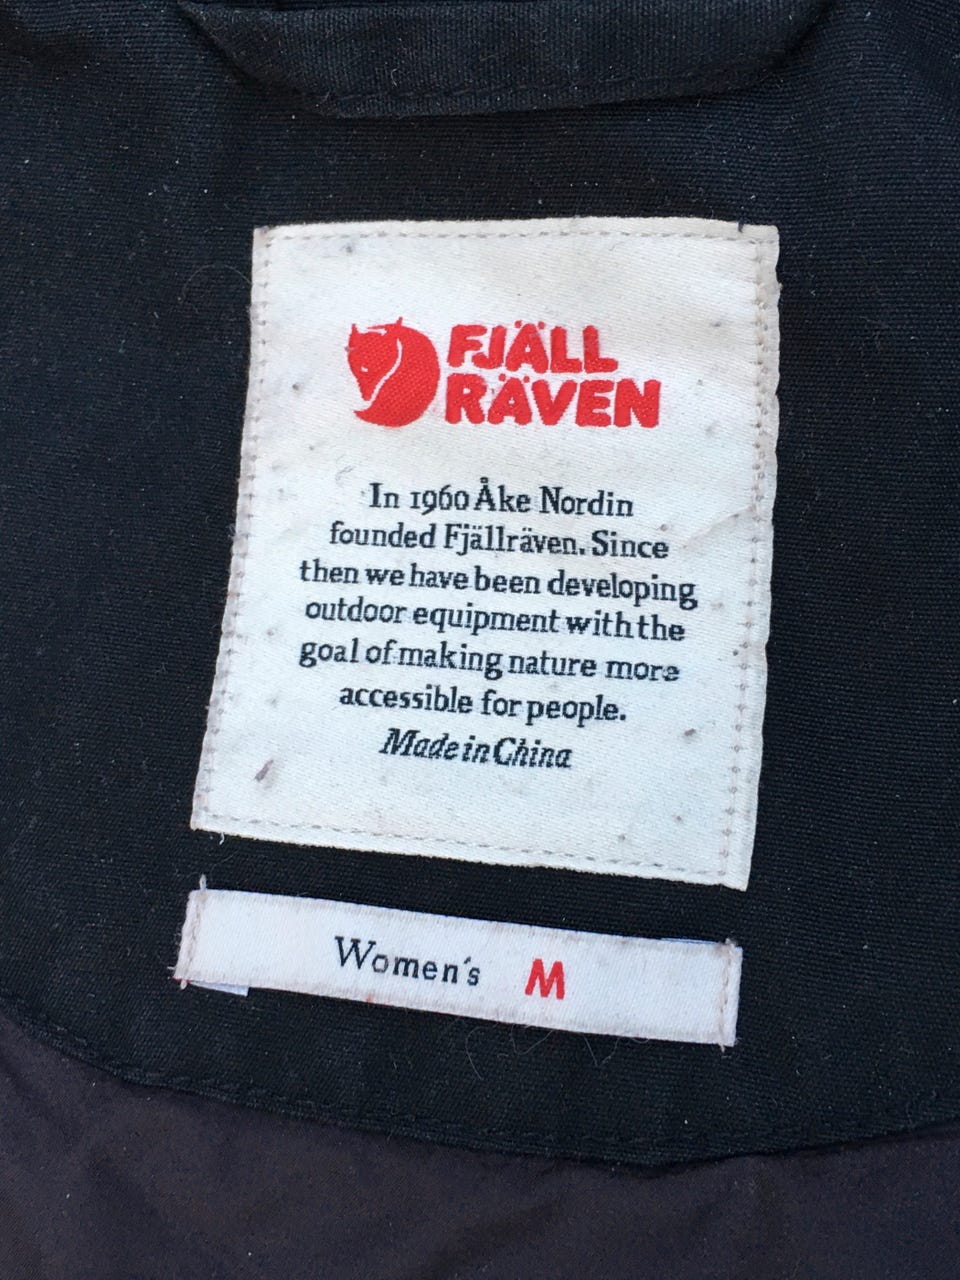 FJÄLL
RÄVEN
In 1960 Åke Nordin
founded Fjällräven. Since
then we have been developing
outdoor equipment with the
goal of making nature more
accessible for people.
Made in China
Women's M